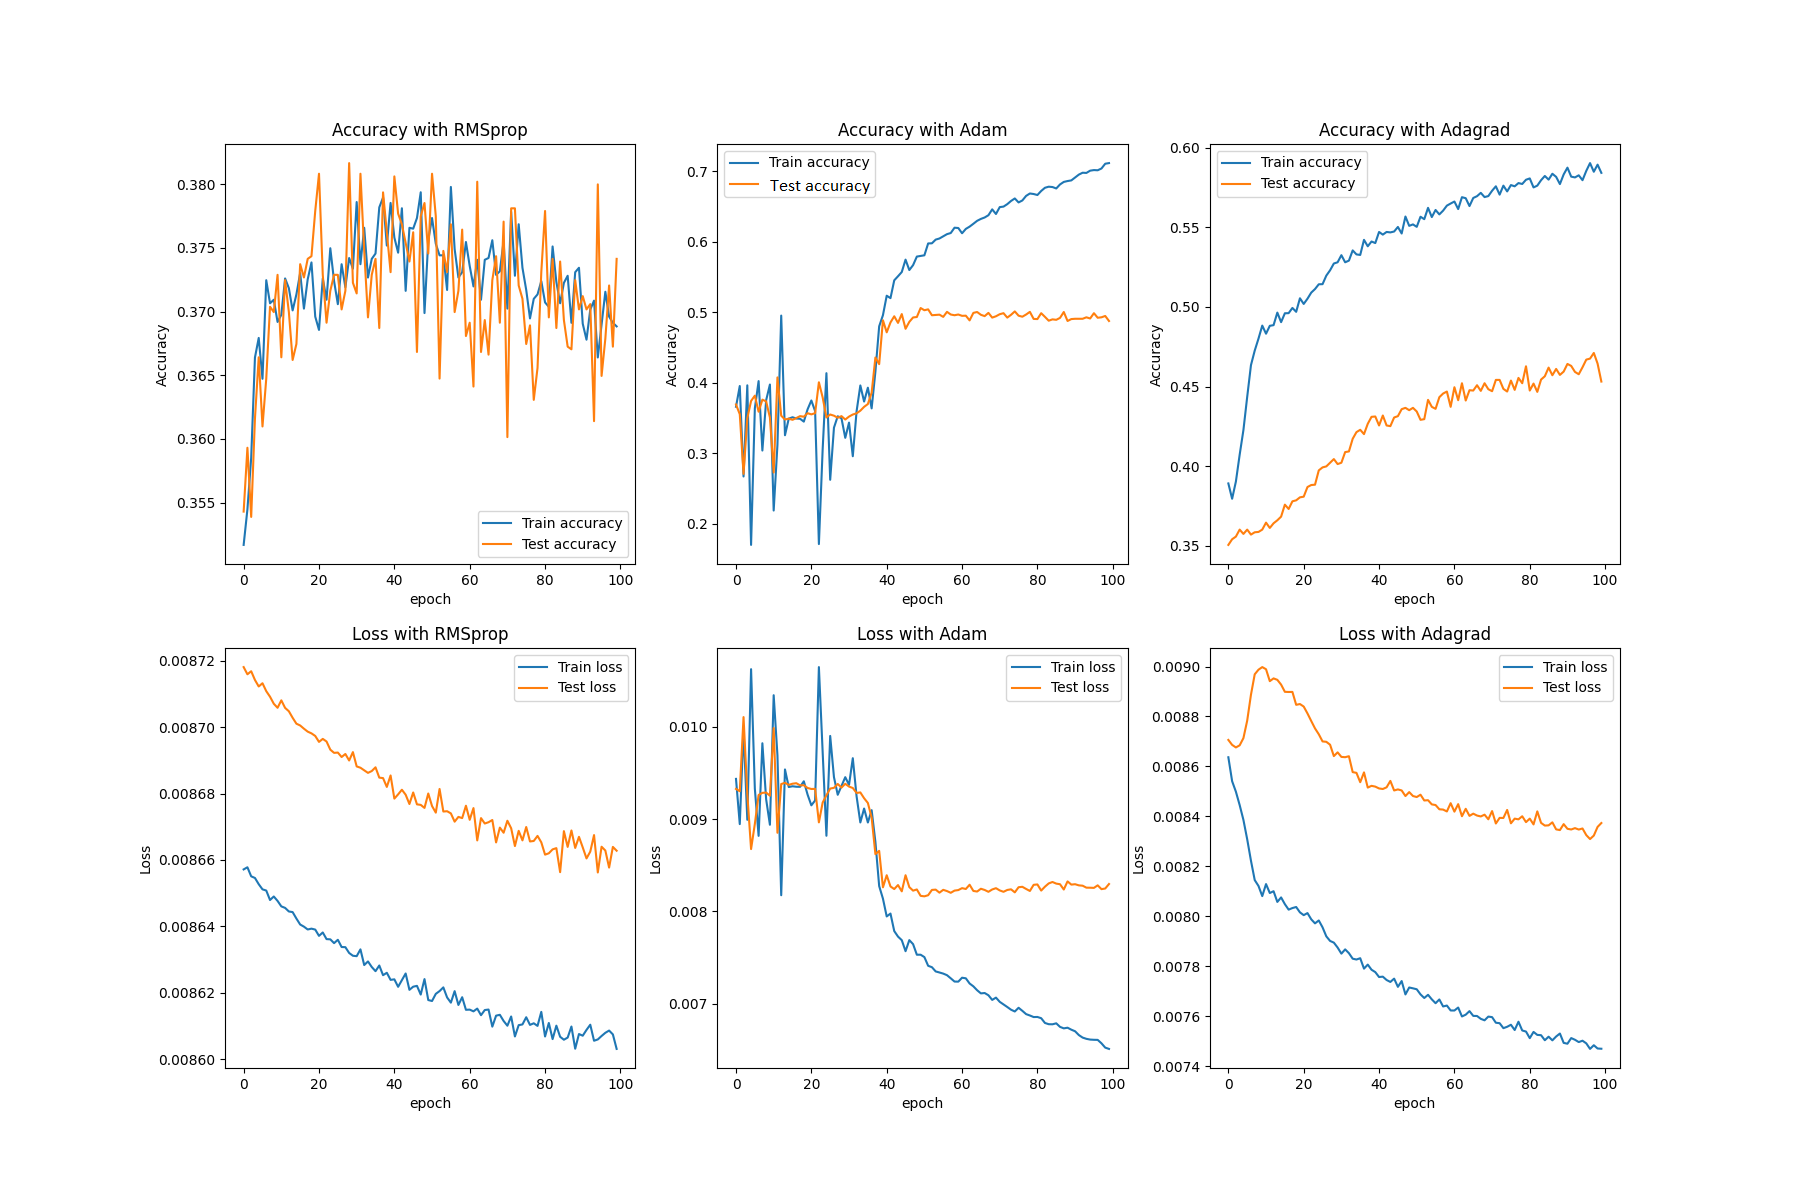 Accuracy with RMSprop
Accuracy
0.380
0.375
0.370
0.365
0.360
0.355
Train accuracy
Test accuracy
0 20 40 60 80 100
epoch
Accuracy with Adam
Accuracy
0.7
0.6
0.5
0.4
0.3
0.2
Train accuracy
Test accuracy
0 20 40 60 80 100
epoch
Accuracy with Adagrad
Accuracy
0.60
0.55
0.50
0.45
0.40
0.35
Train accuracy
Test accuracy
0 20 40 60 80 100
epoch
Loss with RMSprop
Loss
0.00872
0.00870
0.00868
0.00866
0.00864
0.00862
0.00860
Train loss
Test loss
0 20 40 60 80 100
epoch
Loss with Adam
Loss
0.010
0.009
0.008
0.007
Train loss
Test loss
0 20 40 60 80 100
epoch
Loss with Adagrad
Loss
0.0090
0.0088
0.0086
0.0084
0.0082
0.0080
0.0078
0.0076
0.0074
Train loss
Test loss
0 20 40 60 80 100
epoch